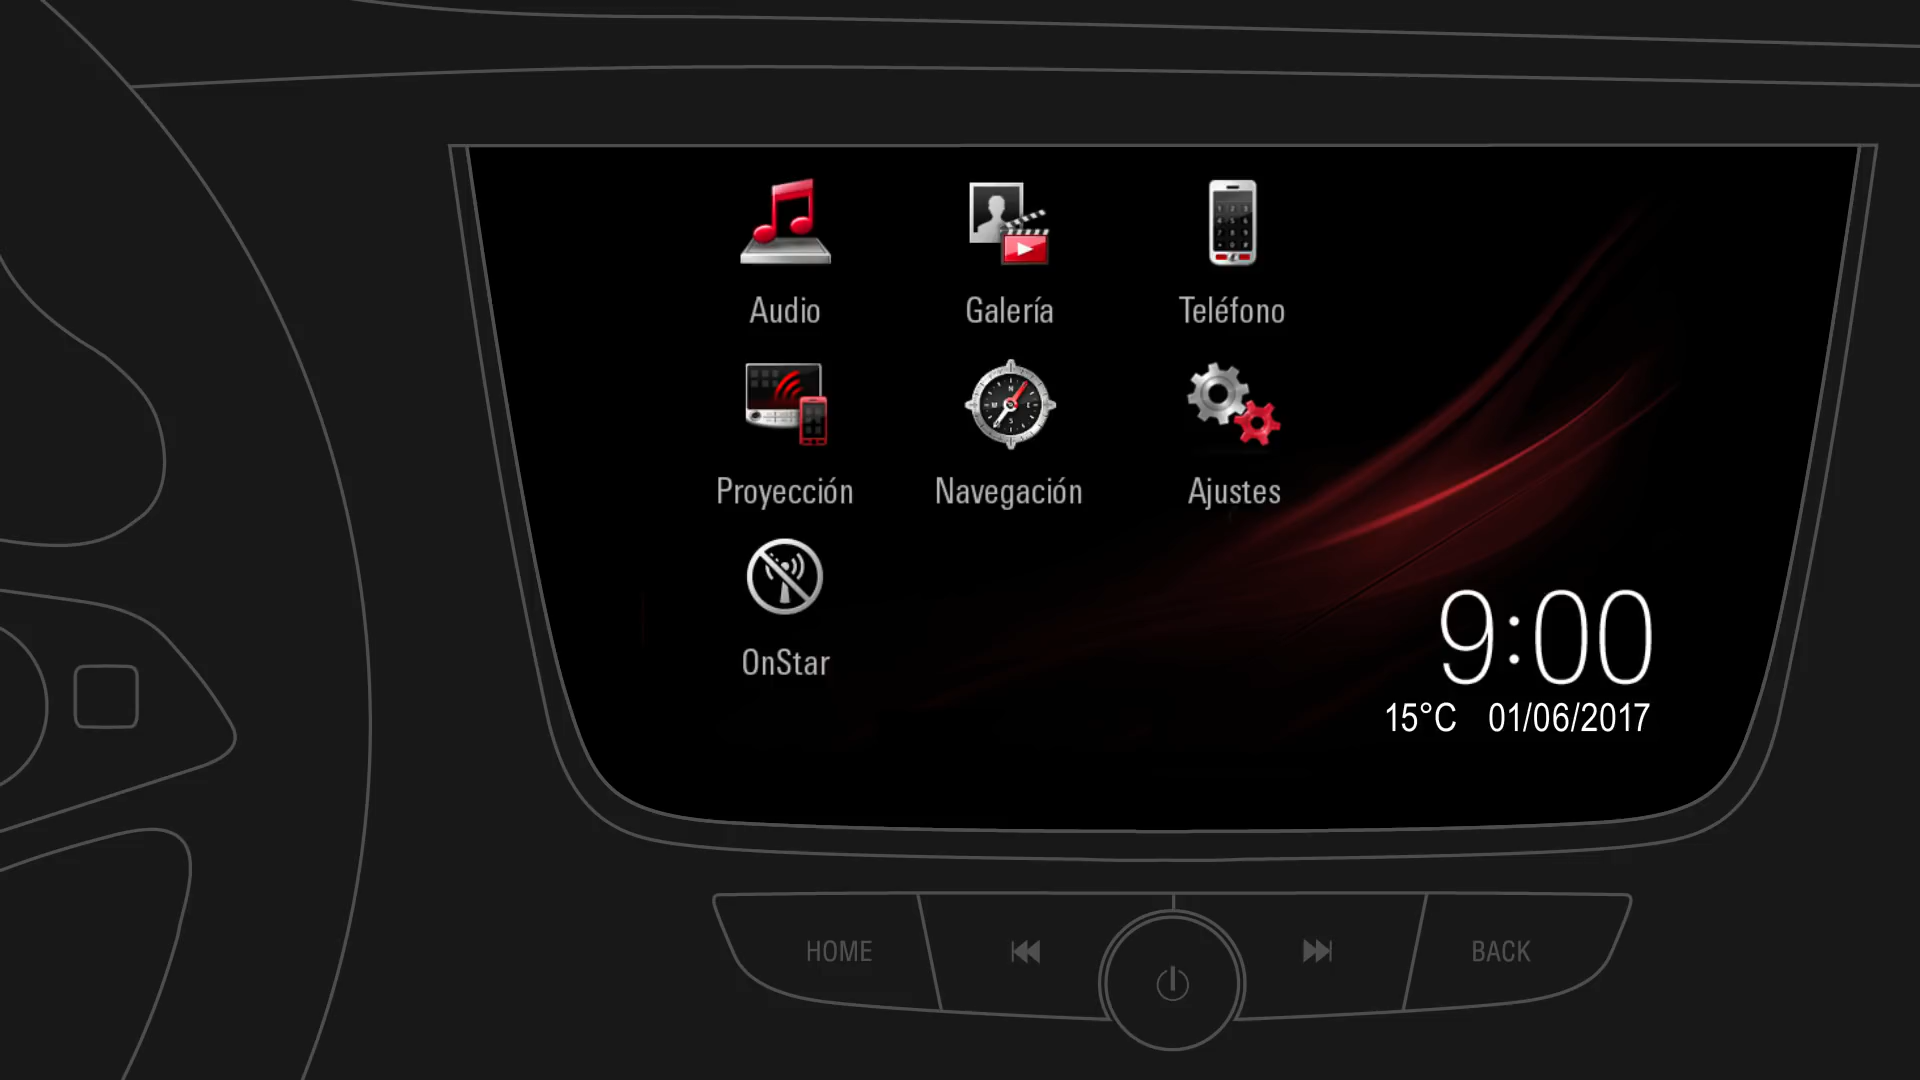 Audio
Galería
Teléfono
Proyección
Navegación
Ajustes
OnStar
9:00
15°C 01/06/2017
HOME
BACK